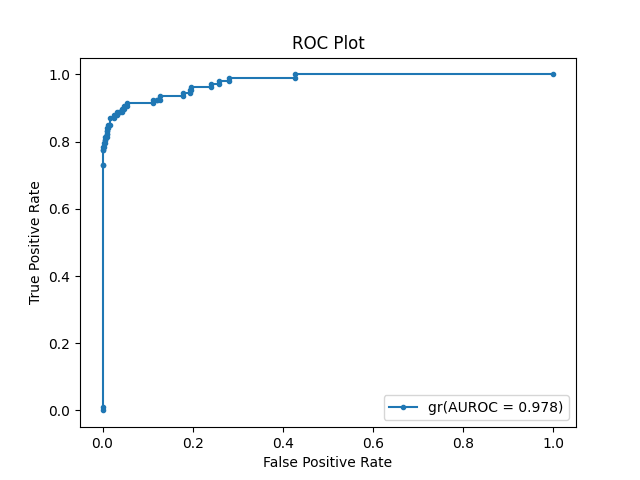 ROC Plot
True Positive Rate
1.0
0.8
0.6
0.4
0.2
0.0
gr(AUROC = 0.978)
0.0 0.2 0.4 0.6 0.8 1.0
False Positive Rate